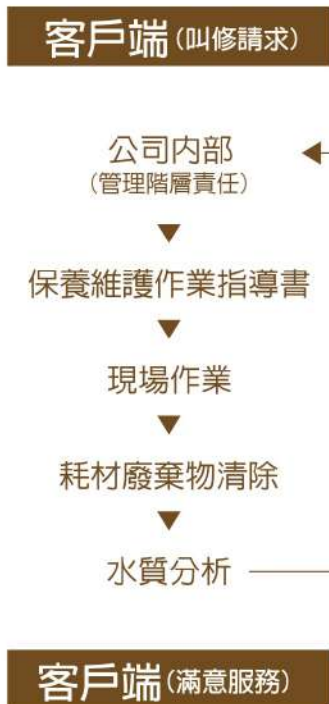 客戶端(叫修請求)
公司內部
(管理階層責任)
保養維護作業指導書
現場作業
耗材廢棄物清除
水質分析
客戶端(滿意服務)